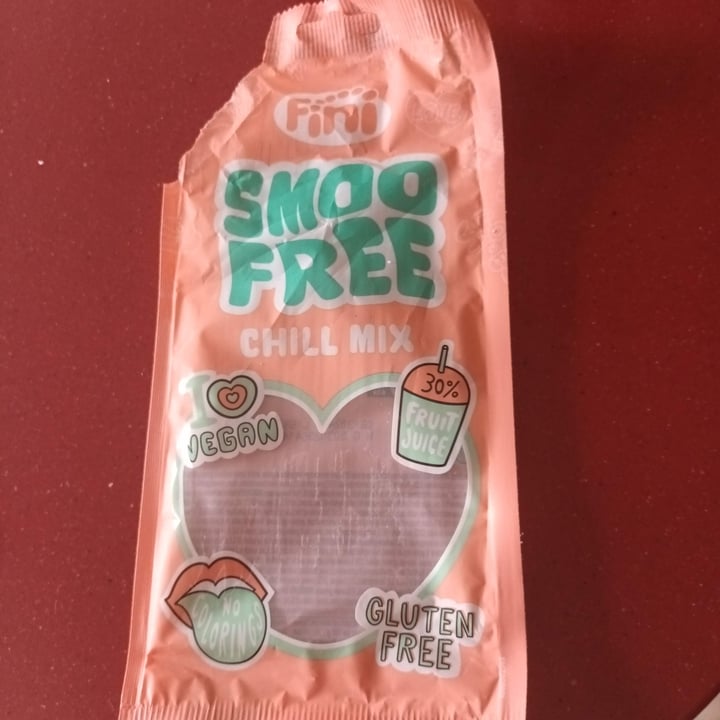 Fini
SMOO
FREE
CHILL MIX
I
VEGAN
30%
FRUIT
JUICE
NO
COLORINGS
GLUTEN
FREE